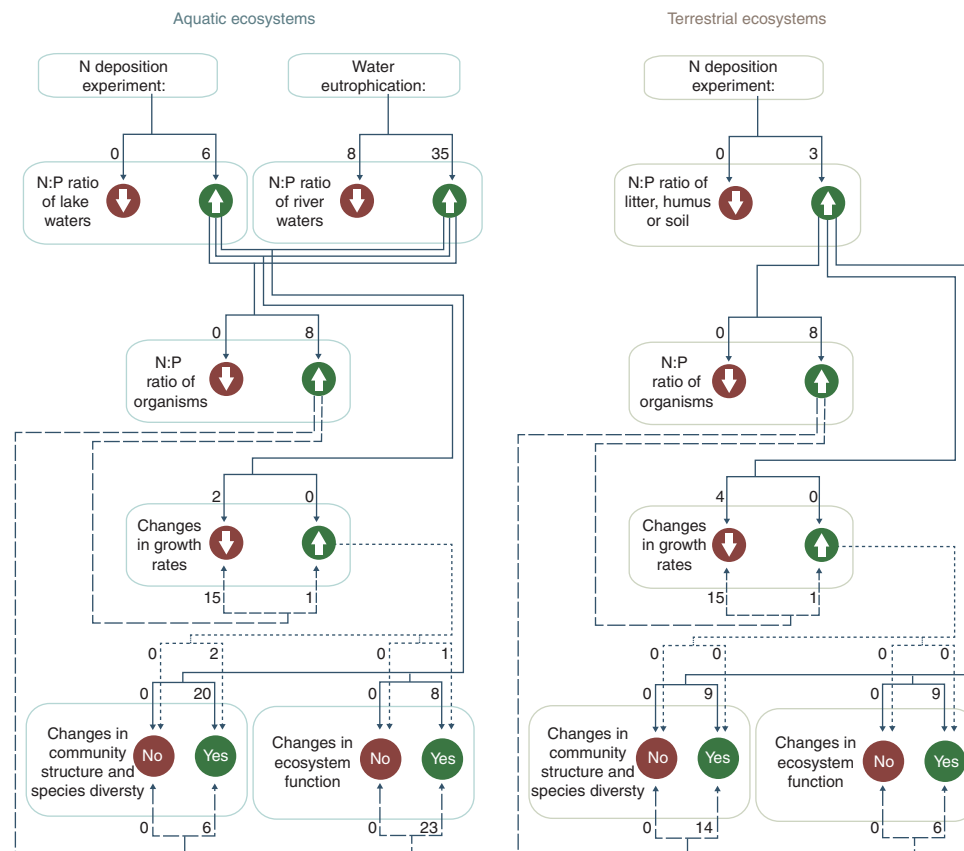 Aquatic ecosystems
Terrestrial ecosystems
N deposition
experiment:
Water
eutrophication:
N deposition
experiment:
0
6
8
35
0
3
N:P ratio
of lake
waters
N:P ratio
of river
waters
N:P ratio of
litter, humus
or soil
0
8
0
8
N:P
ratio of
organisms
N:P
ratio of
organisms
2
0
4
0
Changes
in growth
rates
Changes
in growth
rates
15
1
15
1
0
2
0
1
0
0
0
0
0
20
0
8
0
9
0
9
Changes in
community
structure and
species diversty
No
Yes
Changes in
ecosystem
function
No
Yes
Changes in
community
structure and
species diversty
No
Yes
Changes in
ecosystem
function
No
Yes
0
6
0
23
0
14
0
6